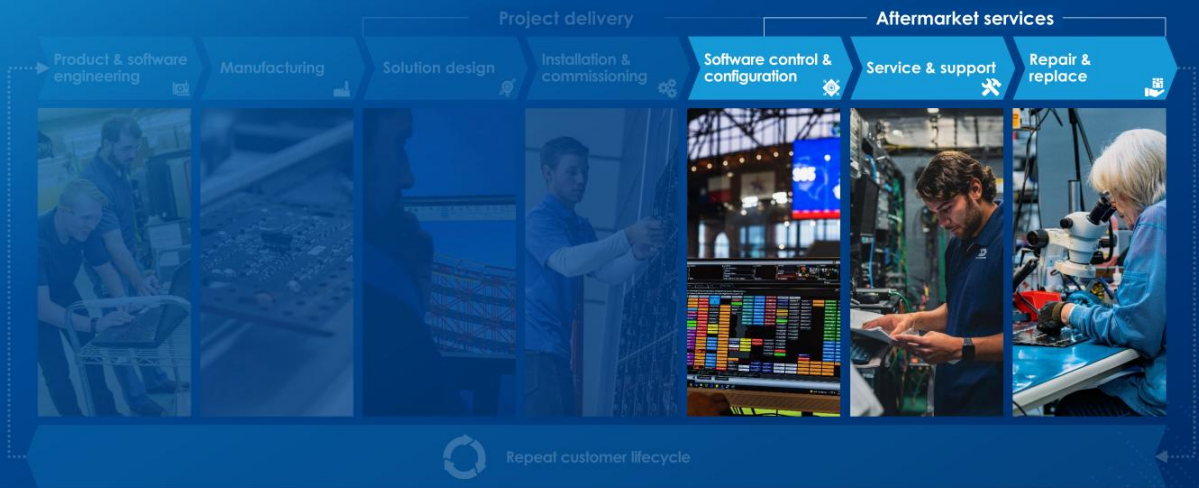 Project delivery
Aftermarket services
Product & software
engineering
Manufacturing
Solution design
Installation &
commissioning
Software control &
configuration
Service & support
Repair &
replace
Repeat customer lifecycle